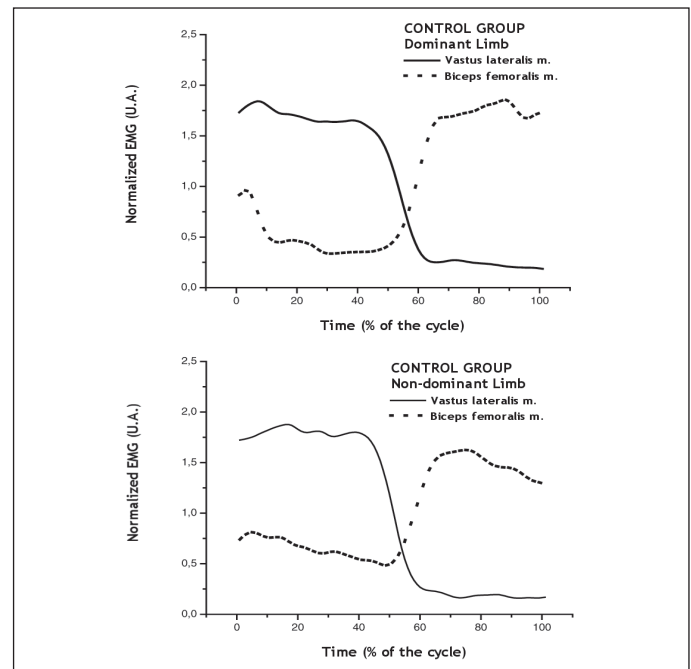 CONTROL GROUP
Dominant Limb
Vastus lateralis m.
Biceps femoralis m.
2,5
2,0
1,5
1,0
0,5
0,0
Normalized EMG (U.A.)
0 20 40 60 80 100
Time (% of the cycle)
CONTROL GROUP
Non-dominant Limb
Vastus lateralis m.
Biceps femoralis m.
2,5
2,0
1,5
1,0
0,5
0,0
Normalized EMG (U.A.)
0 20 40 60 80 100
Time (% of the cycle)